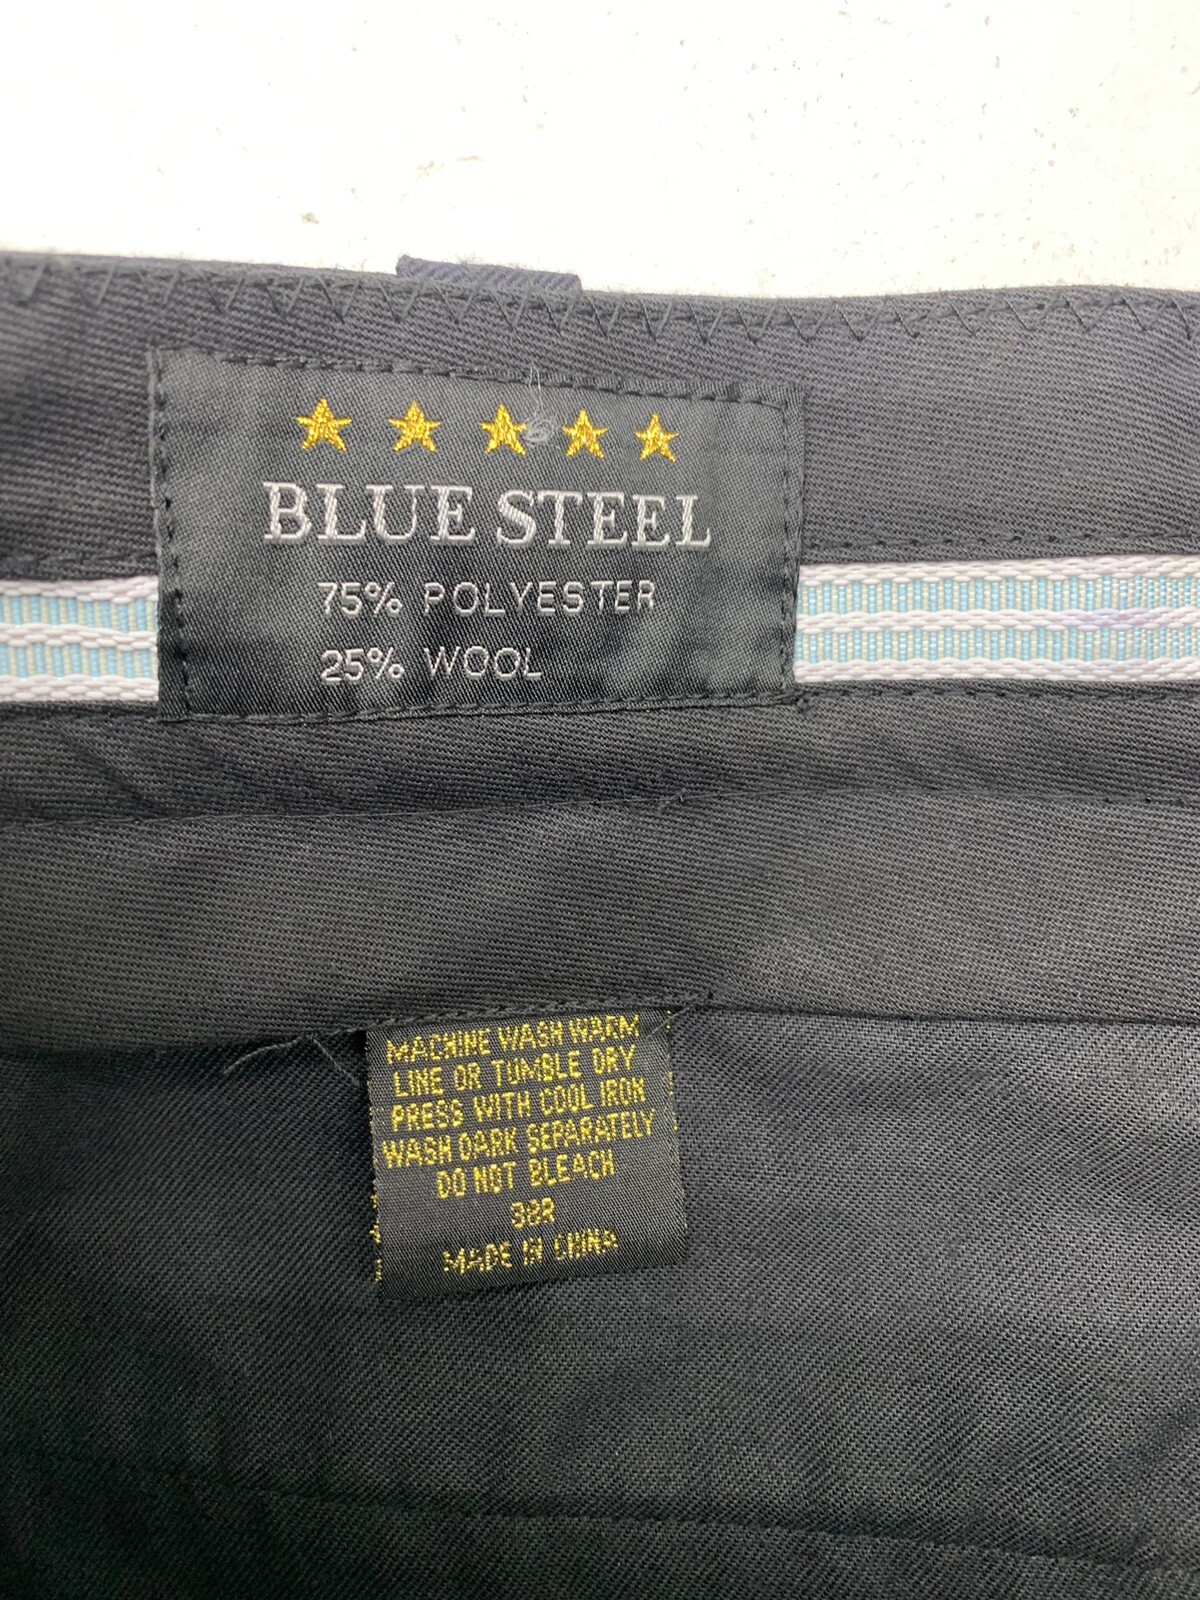 BLUE STEEL
75% POLYESTER
25% WOOL
MACHINE WASH WARM
LINE OR TUMBLE DRY
PRESS WITH COOL IRON
WASH DARK SEPARATELY
DO NOT BLEACH
38R
MADE IN CHINA